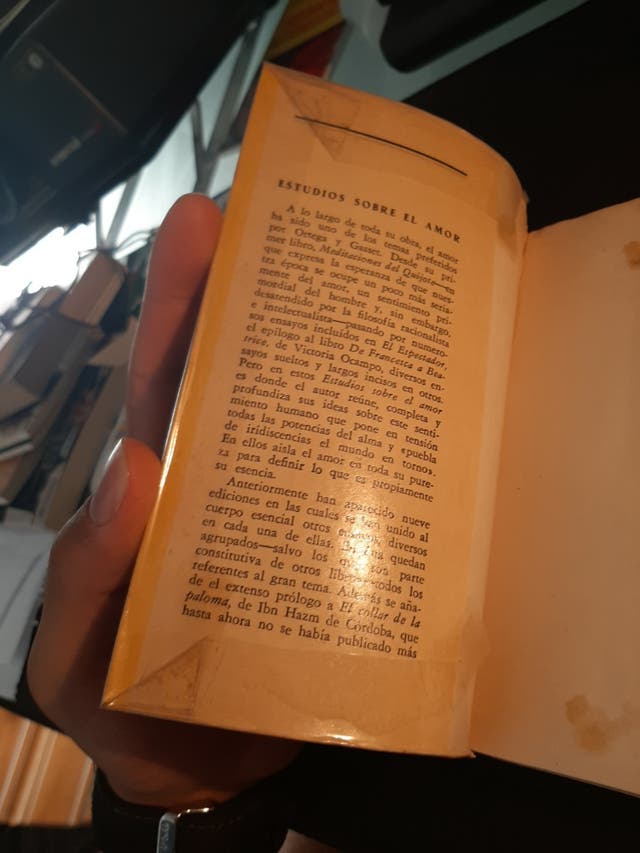 ESTUDIOS SOBRE EL AMOR
A lo largo de toda su obra, el amor
ha sido uno de los temas preferidos
por Ortega y Gasset. Desde su pri-
mer libro, Meditaciones del Quijote—en
que expresa la esperanza de que nues-
tra época se ocupe un poco más seria-
mente del amor, un sentimiento pri-
mordial del hombre y, sin embargo,
desatendido por la filosofía racionalista
e intelectualista—pasando por numero-
sos ensayos incluídos en El Espectador,
el epílogo al libro De Francesca a Bea-
trice, de Victoria Ocampo, diversos en-
sayos sueltos y largos incisos en otros.
Pero en estos Estudios sobre el amor
es donde el autor reúne, completa y
profundiza sus ideas sobre este senti-
miento humano que pone en tensión
todas las potencias del alma y «puebla
de iridiscencias el mundo en torno».
En ellos aisla el amor en toda su pure-
za para definir lo que es propiamente
su esencia.
Anteriormente han aparecido nueve
ediciones en las cuales se han unido al
cuerpo esencial otros diversos
en cada una de ellas. quedan
agrupados—salvo los que son parte
constitutiva de otros libros—todos los
referentes al gran tema. Además se aña-
de el extenso prólogo a El collar de la
paloma, de Ibn Hazm de Córdoba, que
hasta ahora no se había publicado más